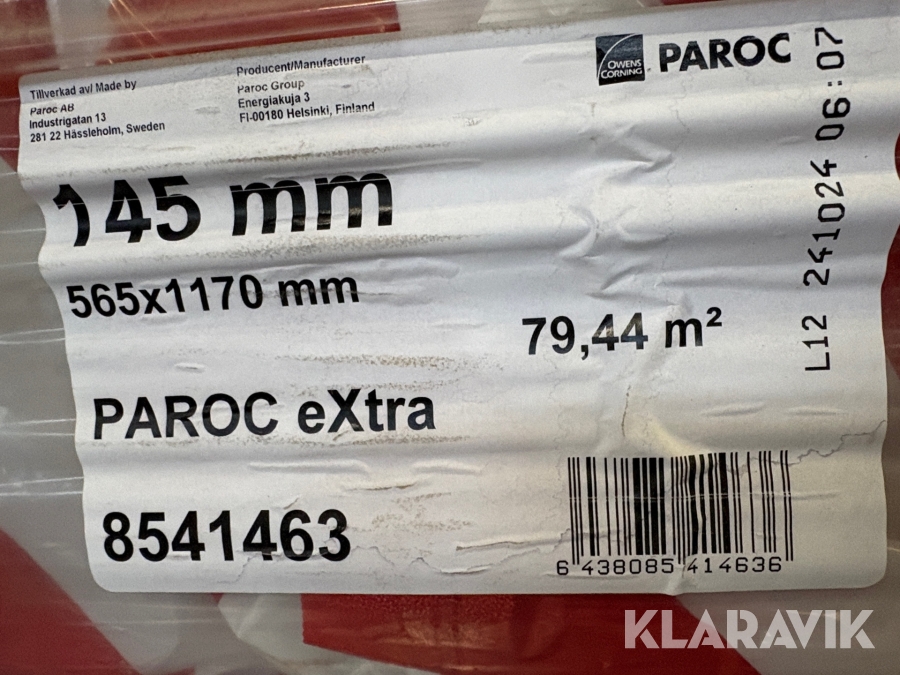 Tillverkad av/ Made by
Paroc AB
Industrigatan 13
281 22 Hässleholm, Sweden
Producent/Manufacturer
Paroc Group
Energiakuja 3
FI-00180 Helsinki, Finland
OWENS
CORNING
PAROC
145 mm
565x1170 mm
79,44 m²
PAROC eXtra
8541463
L12 241024 06:07
6 438085 414636
KLARAVIK